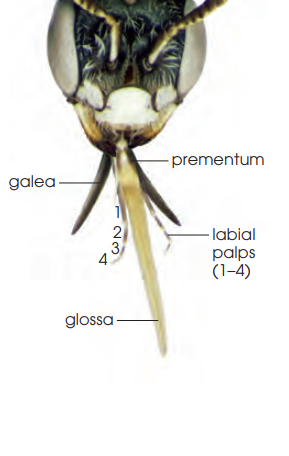 prementum
galea
1
2
3
4
labial
palps
(1–4)
glossa